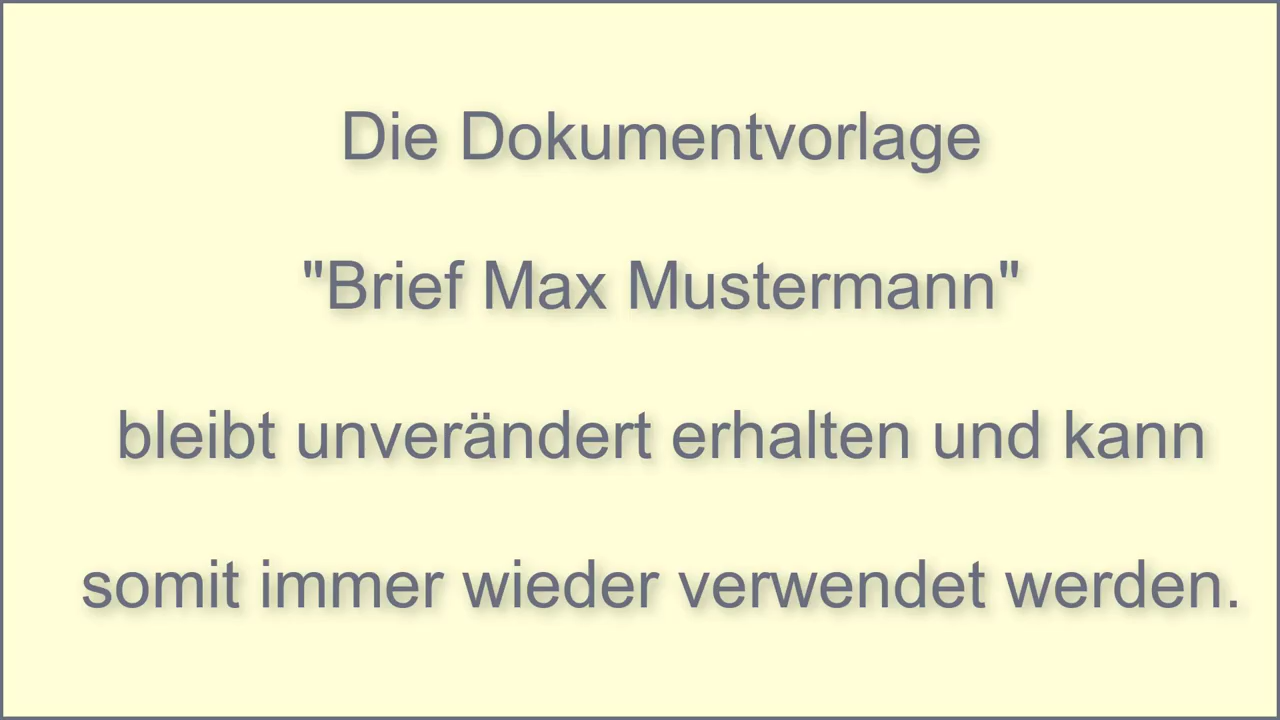 Die Dokumentvorlage
"Brief Max Mustermann"
bleibt unverändert erhalten und kann
somit immer wieder verwendet werden.